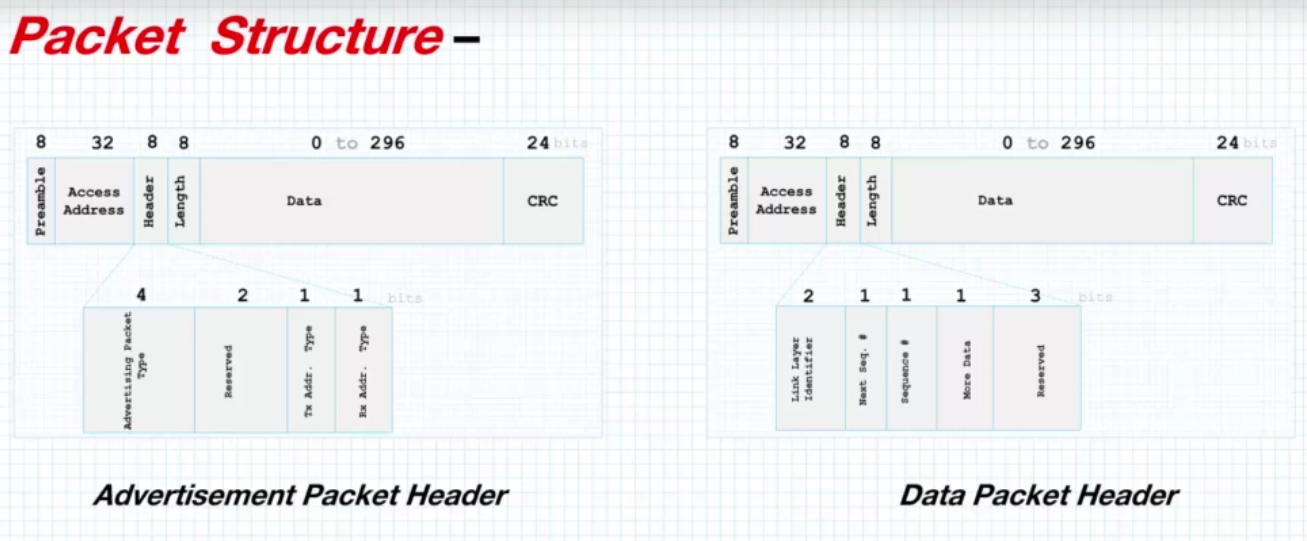 Packet Structure –
8 32 8 8 0 to 296 24 bits
Preamble
Access
Address
Header
Length
Data
CRC
4 2 1 1 bits
Advertising Packet
Type
Reserved
Tx Addr. Type
Rx Addr. Type
Advertisement Packet Header
8 32 8 8 0 to 296 24 bits
Preamble
Access
Address
Header
Length
Data
CRC
2 1 1 1 3 bits
Link Layer
Identifier
Next Seq. #
Sequence #
More Data
Reserved
Data Packet Header